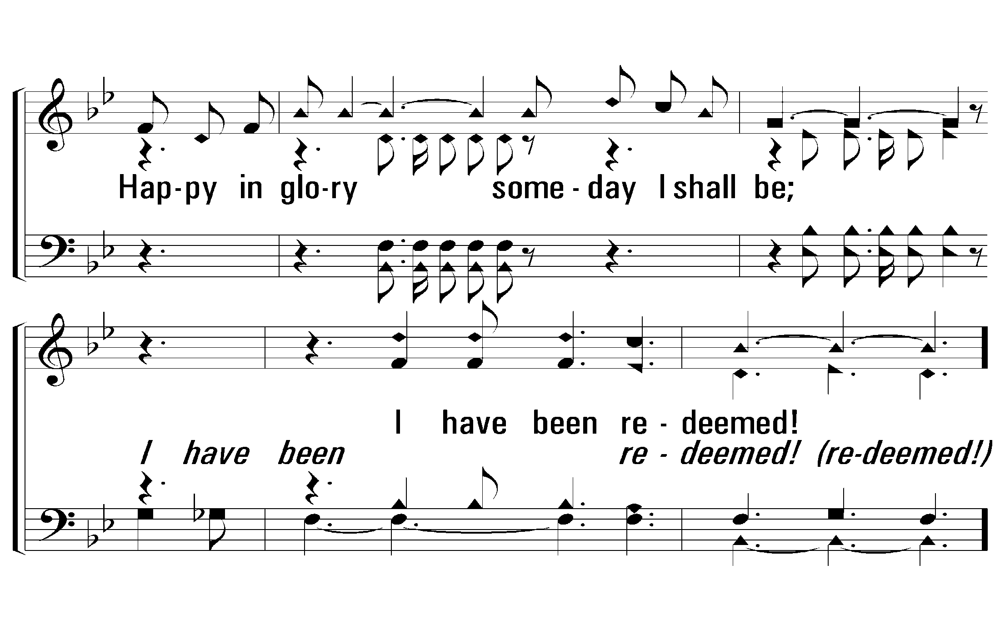 Hap-py in glo-ry some-day I shall be;
I have been re-deemed!
I have been re-deemed! (re-deemed!)